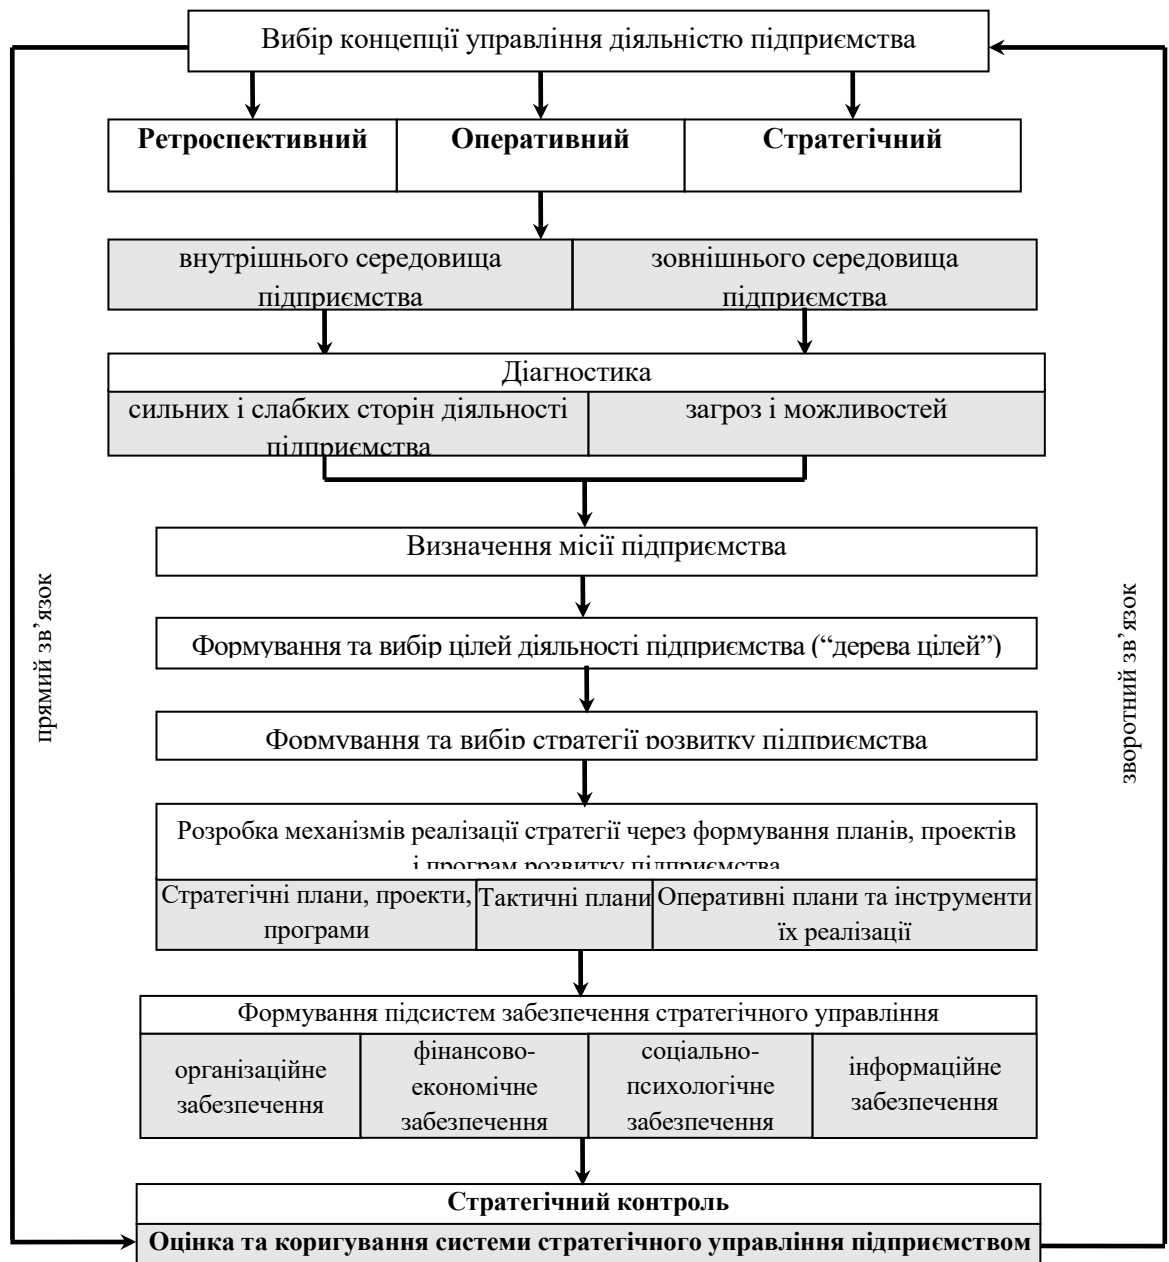 Вибір концепції управління діяльністю підприємства
Ретроспективний
Оперативний
Стратегічний
внутрішнього середовища
підприємства
зовнішнього середовища
підприємства
Діагностика
сильних і слабких сторін діяльності
підприємства
загроз і можливостей
Визначення місії підприємства
Формування та вибір цілей діяльності підприємства (“дерева цілей”)
Формування та вибір стратегії розвитку підприємства
Розробка механізмів реалізації стратегії через формування планів, проектів
і програм розвитку підприємства
Стратегічні плани, проекти,
програми
Тактичні плани
Оперативні плани та інструменти
їх реалізації
Формування підсистем забезпечення стратегічного управління
організаційне
забезпечення
фінансово-
економічне
забезпечення
соціально-
психологічне
забезпечення
інформаційне
забезпечення
Стратегічний контроль
Оцінка та коригування системи стратегічного управління підприємством
прямий зв’язок
зворотний зв’язок